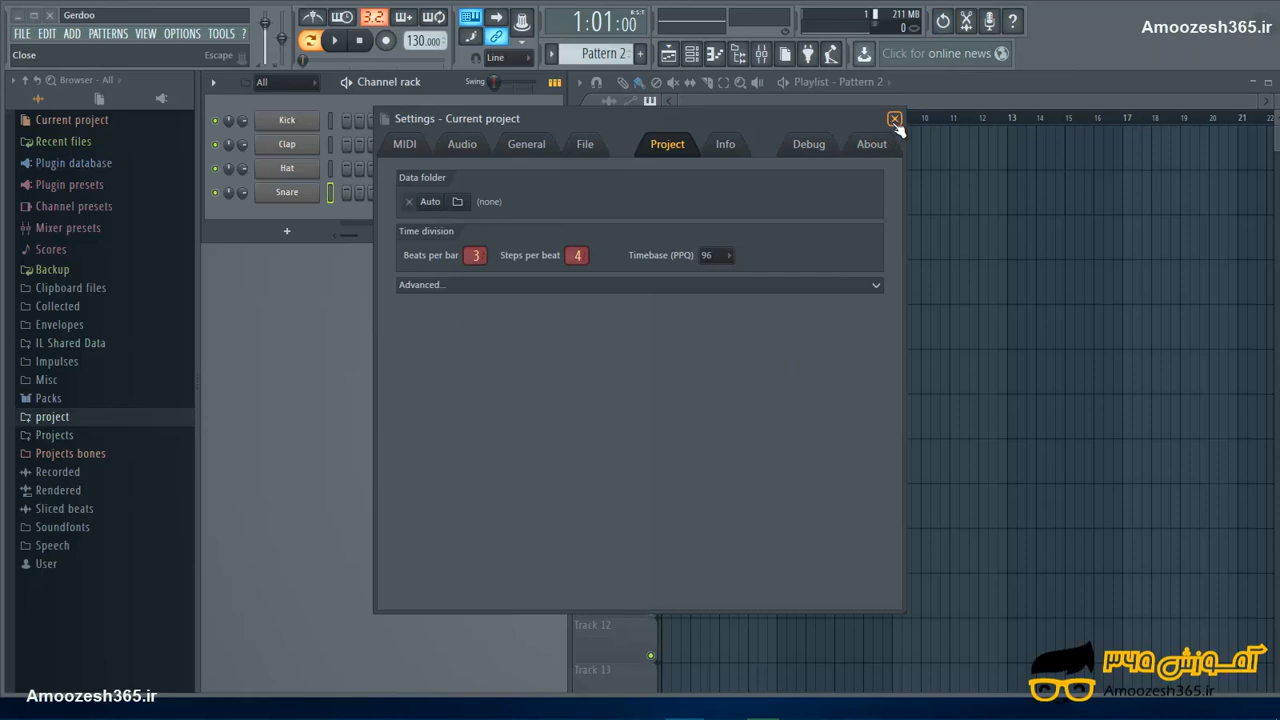 Gerdoo
FILE EDIT ADD PATTERNS VIEW OPTIONS TOOLS ?
Close Escape
3.2.
130.000
1:01:00
B:S:T
1 211 MB
0
Line
Pattern 2
Click for online news
Amoozesh365.ir
Browser - All
All
Channel rack
Swing
Playlist - Pattern 2
Current project
Recent files
Plugin database
Plugin presets
Channel presets
Mixer presets
Scores
Backup
Clipboard files
Collected
Envelopes
IL Shared Data
Impulses
Misc
Packs
project
Projects
Projects bones
Recorded
Rendered
Sliced beats
Soundfonts
Speech
User
Kick
Clap
Hat
Snare
+
Settings - Current project
MIDI Audio General File Project Info Debug About
Data folder
Auto (none)
Time division
Beats per bar 3 Steps per beat 4 Timebase (PPQ) 96
Advanced...
10 11 12 13 14 15 16 17 18 19 20 21 22
Track 12
Track 13
آموزش ۳۶۵
Amoozesh365.ir
Amoozesh365.ir